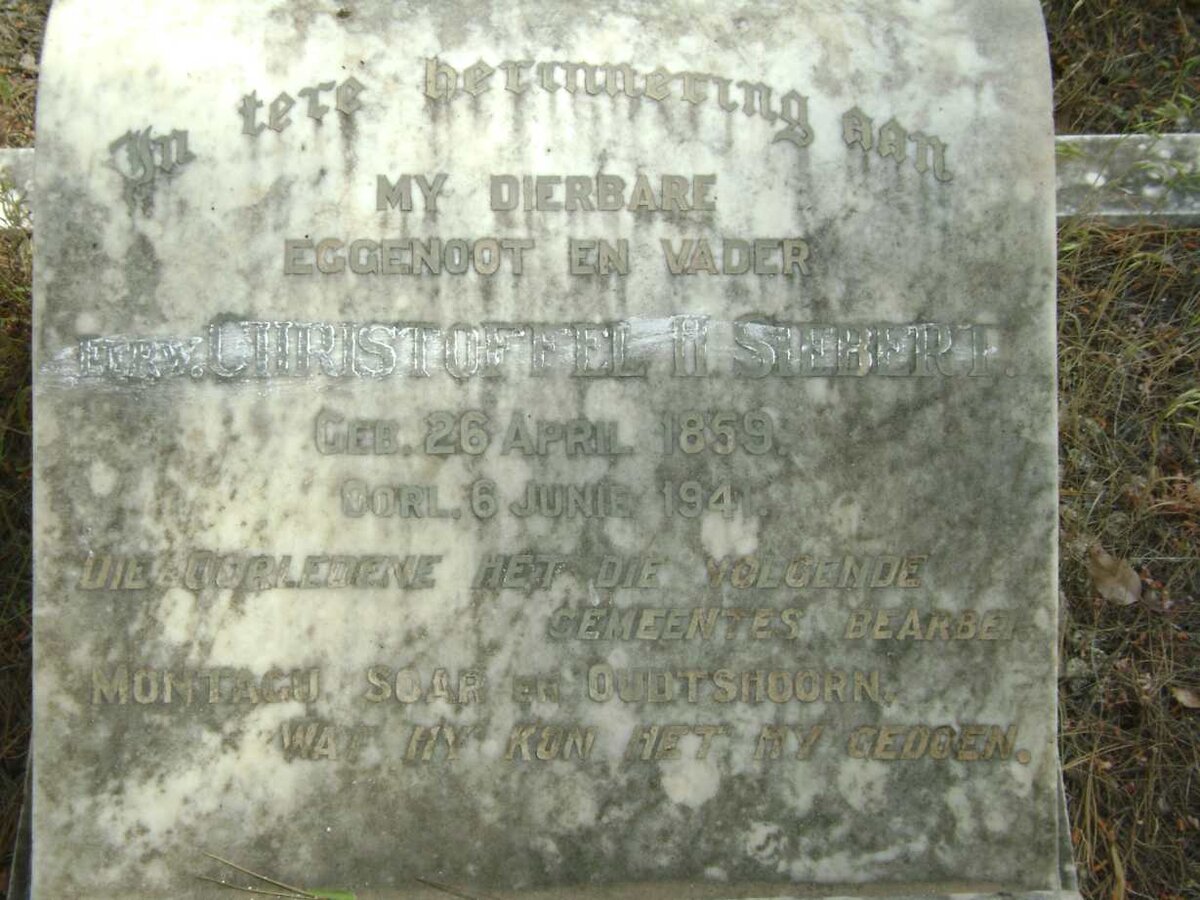 In tere herinnering aan
MY DIERBARE
EGGENOOT EN VADER
EERW. CHRISTOFFEL H SIEBERT.
GEB. 26 APRIL 1859.
OORL. 6 JUNIE 1941.
DIE OORLEDENE HET DIE VOLGENDE
GEMEENTES BEARBEI
MONTAGU SOAR EN OUDTSHOORN.
WAT HY KON HET HY GEDOEN.